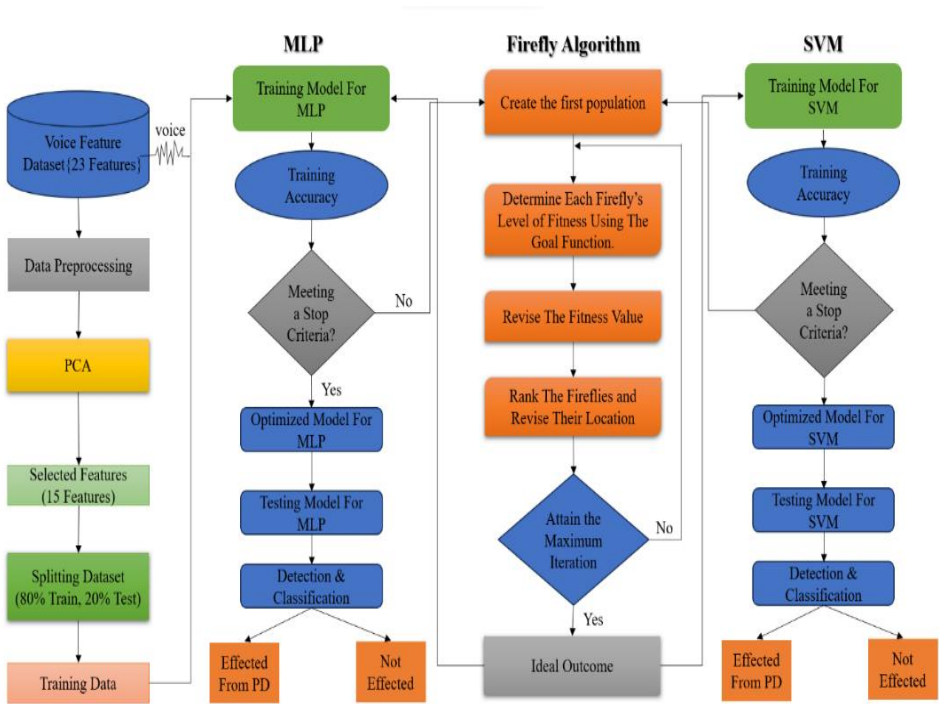 MLP
Firefly Algorithm
SVM
Voice Feature
Dataset{23 Features}
voice
Data Preprocessing
PCA
Selected Features
(15 Features)
Splitting Dataset
(80% Train, 20% Test)
Training Data
Training Model For
MLP
Training
Accuracy
Meeting
a Stop
Criteria?
No
Yes
Optimized Model For
MLP
Testing Model For
MLP
Detection &
Classification
Effected
From PD
Not
Effected
Create the first population
Determine Each Firefly's
Level of Fitness Using The
Goal Function.
Revise The Fitness Value
Rank The Fireflies and
Revise Their Location
Attain the
Maximum
Iteration
No
Yes
Ideal Outcome
Training Model For
SVM
Training
Accuracy
Meeting
a Stop
Criteria?
Optimized Model For
SVM
Testing Model For
SVM
Detection &
Classification
Effected
From PD
Not
Effected